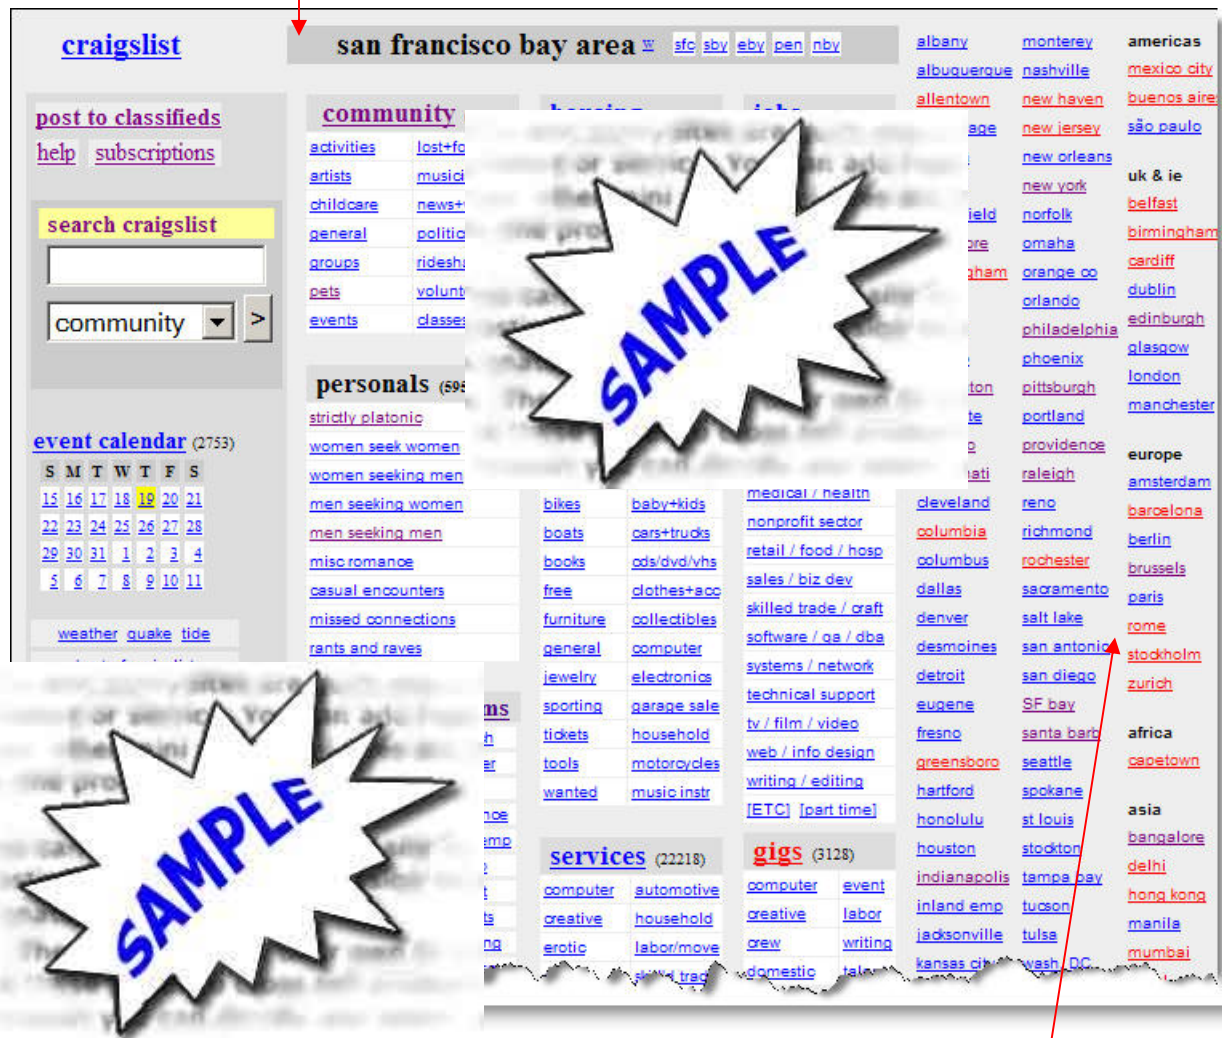 craigslist
san francisco bay area w sfc sby eby pen nby
post to classifieds
help subscriptions
search craigslist
community >
event calendar (2753)
S M T W T F S
15 16 17 18 19 20 21
22 23 24 25 26 27 28
29 30 31 1 2 3 4
5 6 7 8 9 10 11
weather quake tide
community
activities
artists
childcare
general
groups
pets
events classes
personals
strictly platonic
women seek women
women seeking men
men seeking women
men seeking men
misc romance
casual encounters
missed connections
rants and raves
SAMPLE
SAMPLE
bikes baby+kids
boats cars+trucks
books cds/dvd/vhs
free clothes+acc
furniture collectibles
general computer
jewelry electronics
sporting garage sale
tickets household
tools motorcycles
wanted music instr
services (22218)
computer automotive
creative household
erotic labor/move
medical / health
nonprofit sector
retail / food / hosp
sales / biz dev
skilled trade / craft
software / qa / dba
systems / network
technical support
tv / film / video
web / info design
writing / editing
[ETC] [part time]
gigs (3128)
computer event
creative labor
crew writing
domestic
albany
albuquerque
allentown
cleveland
columbia
columbus
dallas
denver
desmoines
detroit
eugene
fresno
greensboro
hartford
honolulu
houston
indianapolis
inland emp
jacksonville
kansas city
monterey
nashville
new haven
new jersey
new orleans
new york
norfolk
omaha
orange co
orlando
philadelphia
phoenix
pittsburgh
portland
providence
raleigh
reno
richmond
rochester
sacramento
salt lake
san antonio
san diego
SF bay
santa barb
seattle
spokane
st louis
stockton
tampa bay
tucson
tulsa
wash, DC
americas
mexico city
buenos aires
são paulo
uk & ie
belfast
birmingham
cardiff
dublin
edinburgh
glasgow
london
manchester
europe
amsterdam
barcelona
berlin
brussels
paris
rome
stockholm
zurich
africa
capetown
asia
bangalore
delhi
hong kong
manila
mumbai